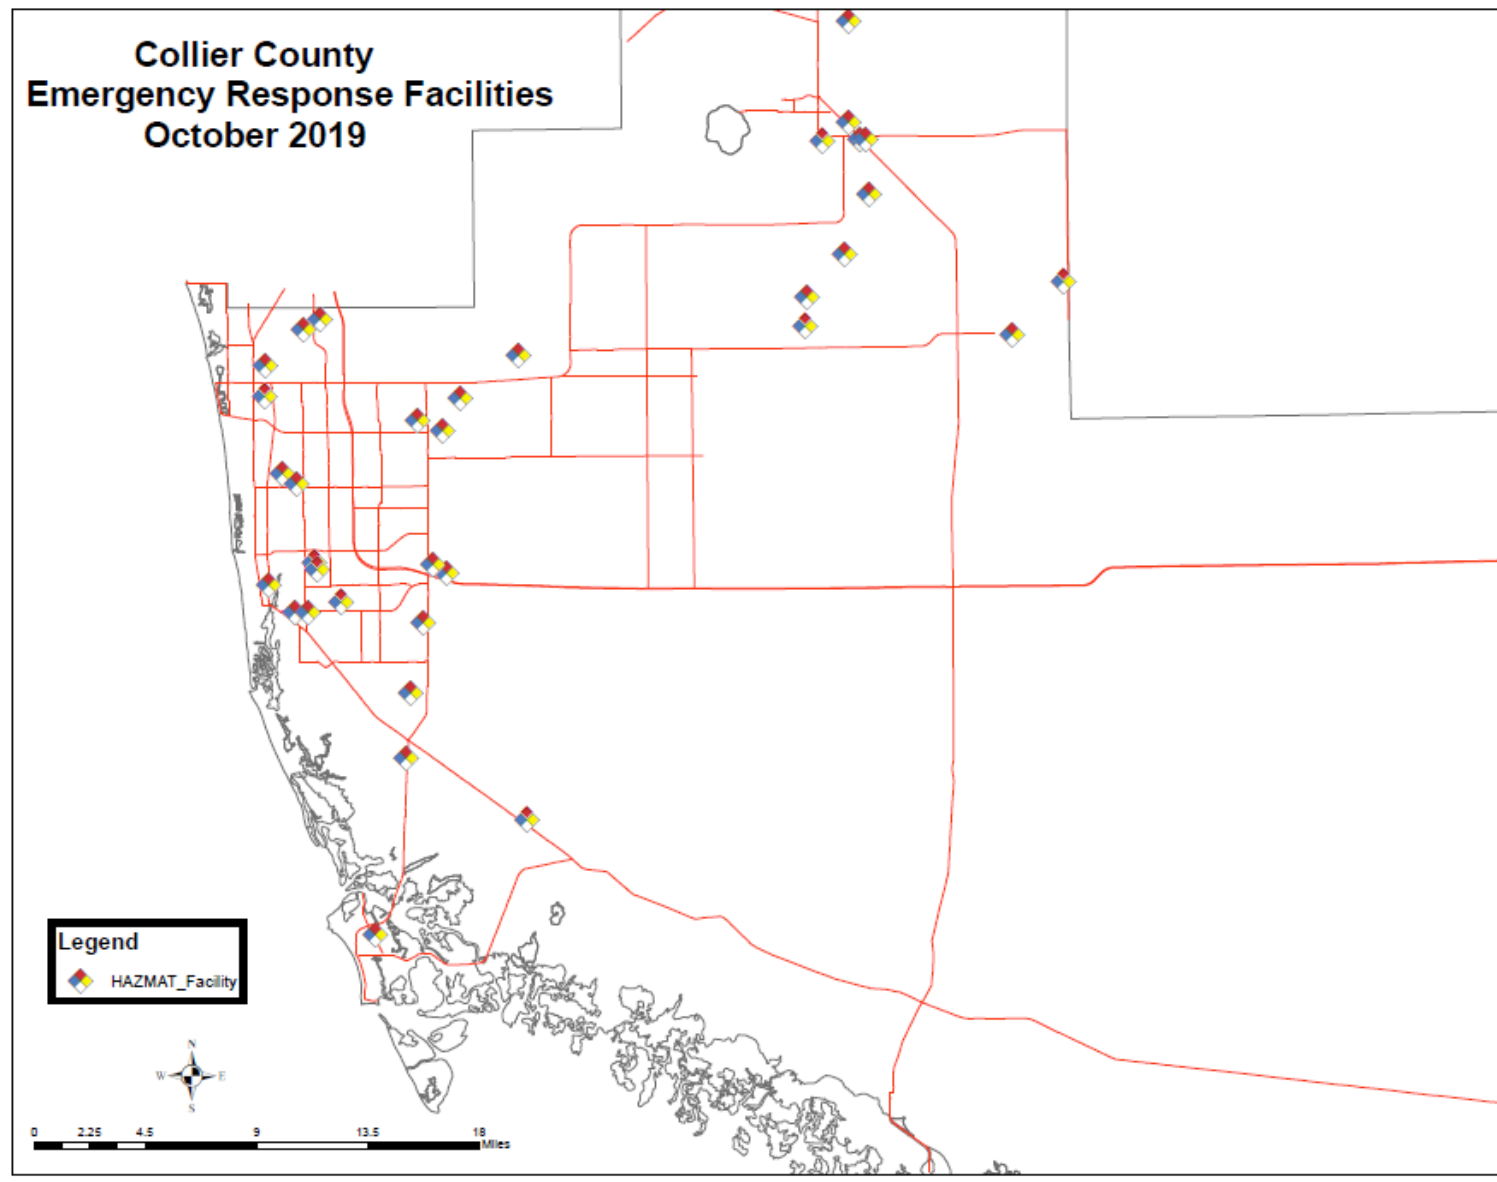 Collier County
Emergency Response Facilities
October 2019
Legend
HAZMAT_Facility
N
W E
S
0 2.25 4.5 9 13.5 18
Miles